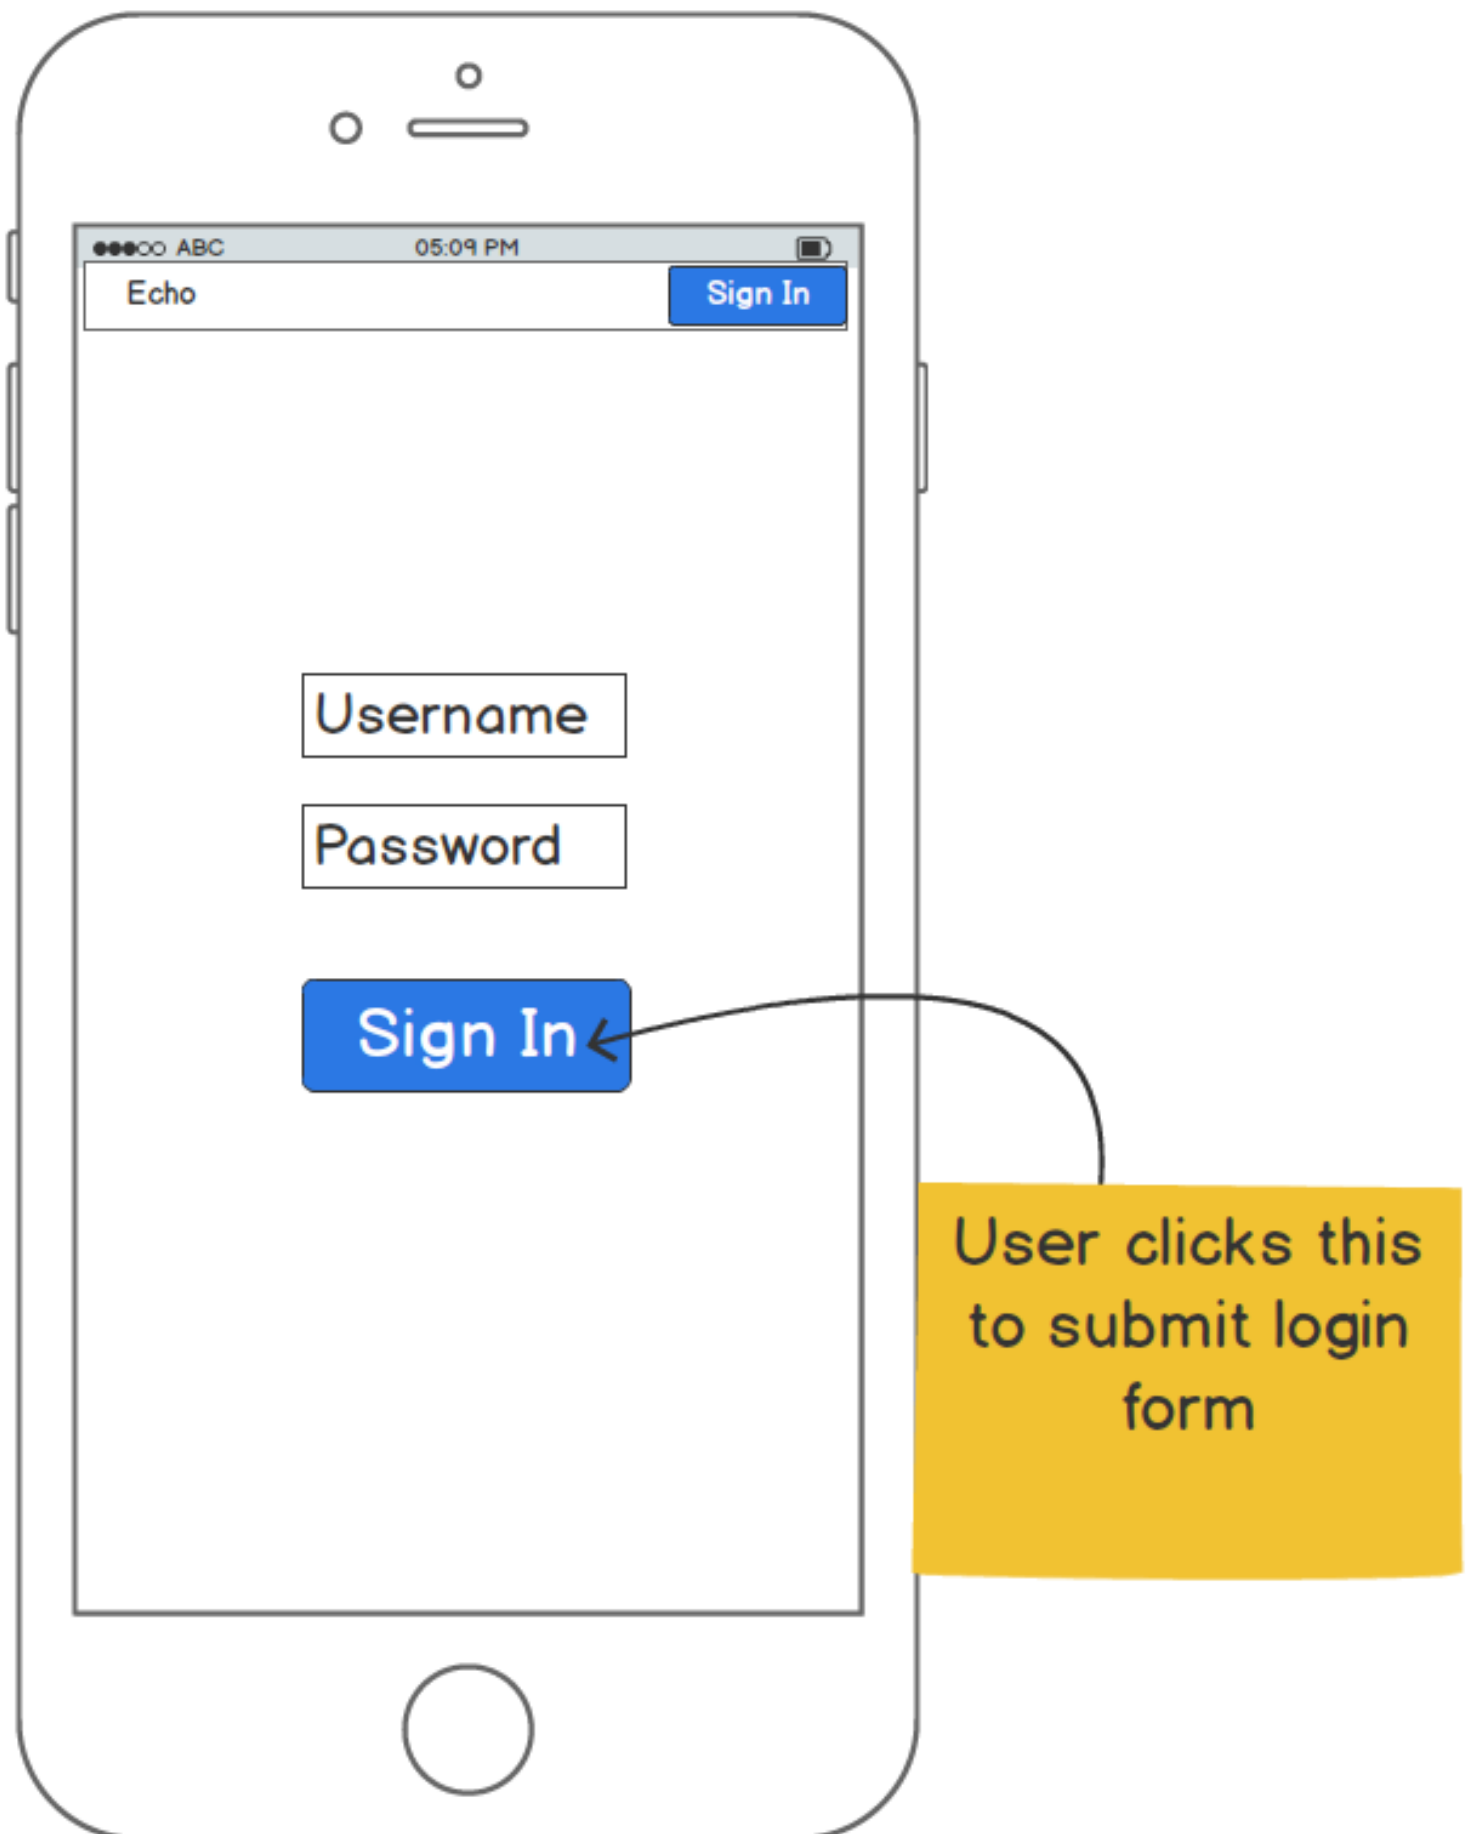 ABC 05:09 PM
Echo Sign In
Username
Password
Sign In
User clicks this
to submit login
form